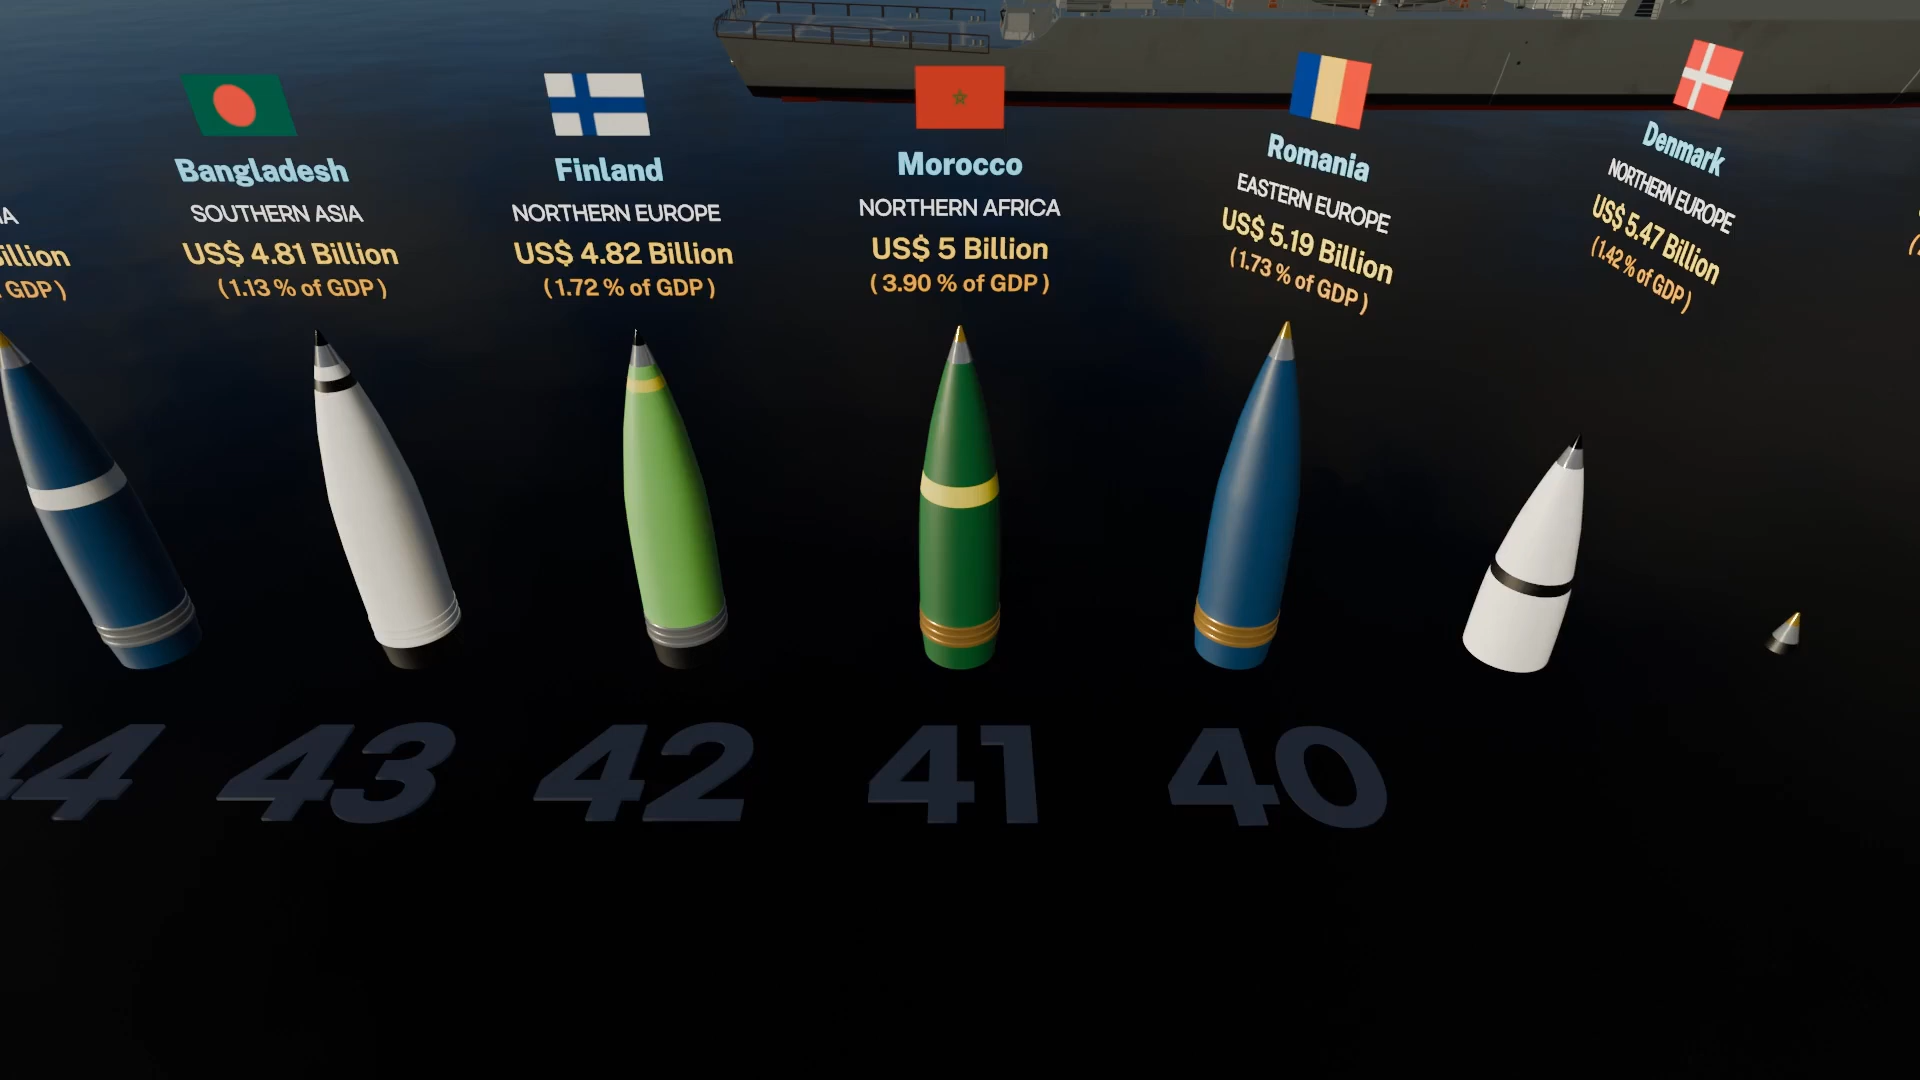 Bangladesh
SOUTHERN ASIA
US$ 4.81 Billion
( 1.13 % of GDP )
43
Finland
NORTHERN EUROPE
US$ 4.82 Billion
( 1.72 % of GDP )
42
Morocco
NORTHERN AFRICA
US$ 5 Billion
( 3.90 % of GDP )
41
Romania
EASTERN EUROPE
US$ 5.19 Billion
( 1.73 % of GDP )
40
Denmark
NORTHERN EUROPE
US$ 5.47 Billion
( 1.42 % of GDP )
GDP )
44